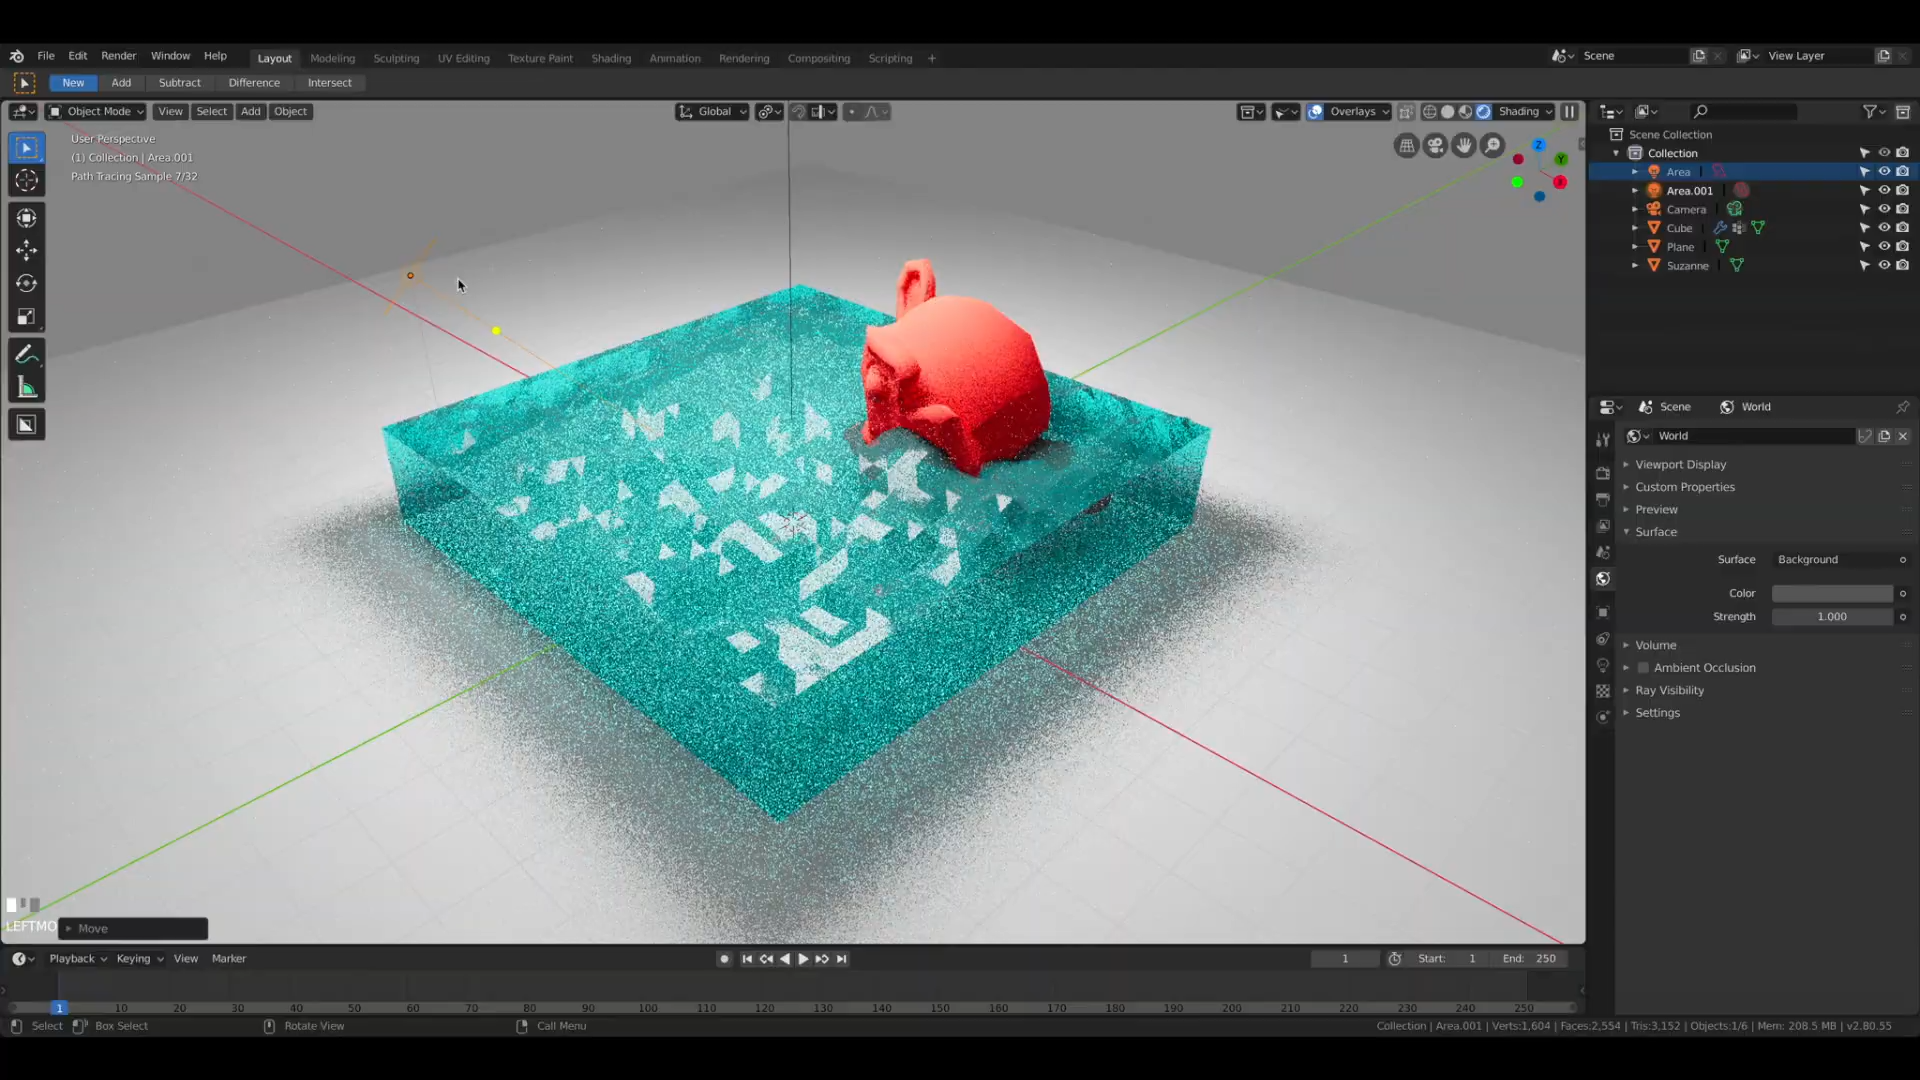 File Edit Render Window Help Layout Modeling Sculpting UV Editing Texture Paint Shading Animation Rendering Compositing Scripting + Scene View Layer
New Add Subtract Difference Intersect
Object Mode View Select Add Object Global Overlays Shading
User Perspective
(1) Collection | Area.001
Path Tracing Sample 7/32
Z
Y
X
Scene Collection
Collection
Area
Area.001
Camera
Cube
Plane
Suzanne
Scene World
World
Viewport Display
Custom Properties
Preview
Surface
Surface Background
Color
Strength 1.000
Volume
Ambient Occlusion
Ray Visibility
Settings
LEFTMO
Move
Playback Keying View Marker 1 Start: 1 End: 250
1 10 20 30 40 50 60 70 80 90 100 110 120 130 140 150 160 170 180 190 200 210 220 230 240 250
Select Box Select Rotate View Call Menu Collection | Area.001 | Verts:1,604 | Faces:2,554 | Tris:3,152 | Objects:1/6 | Mem: 208.5 MB | v2.80.55